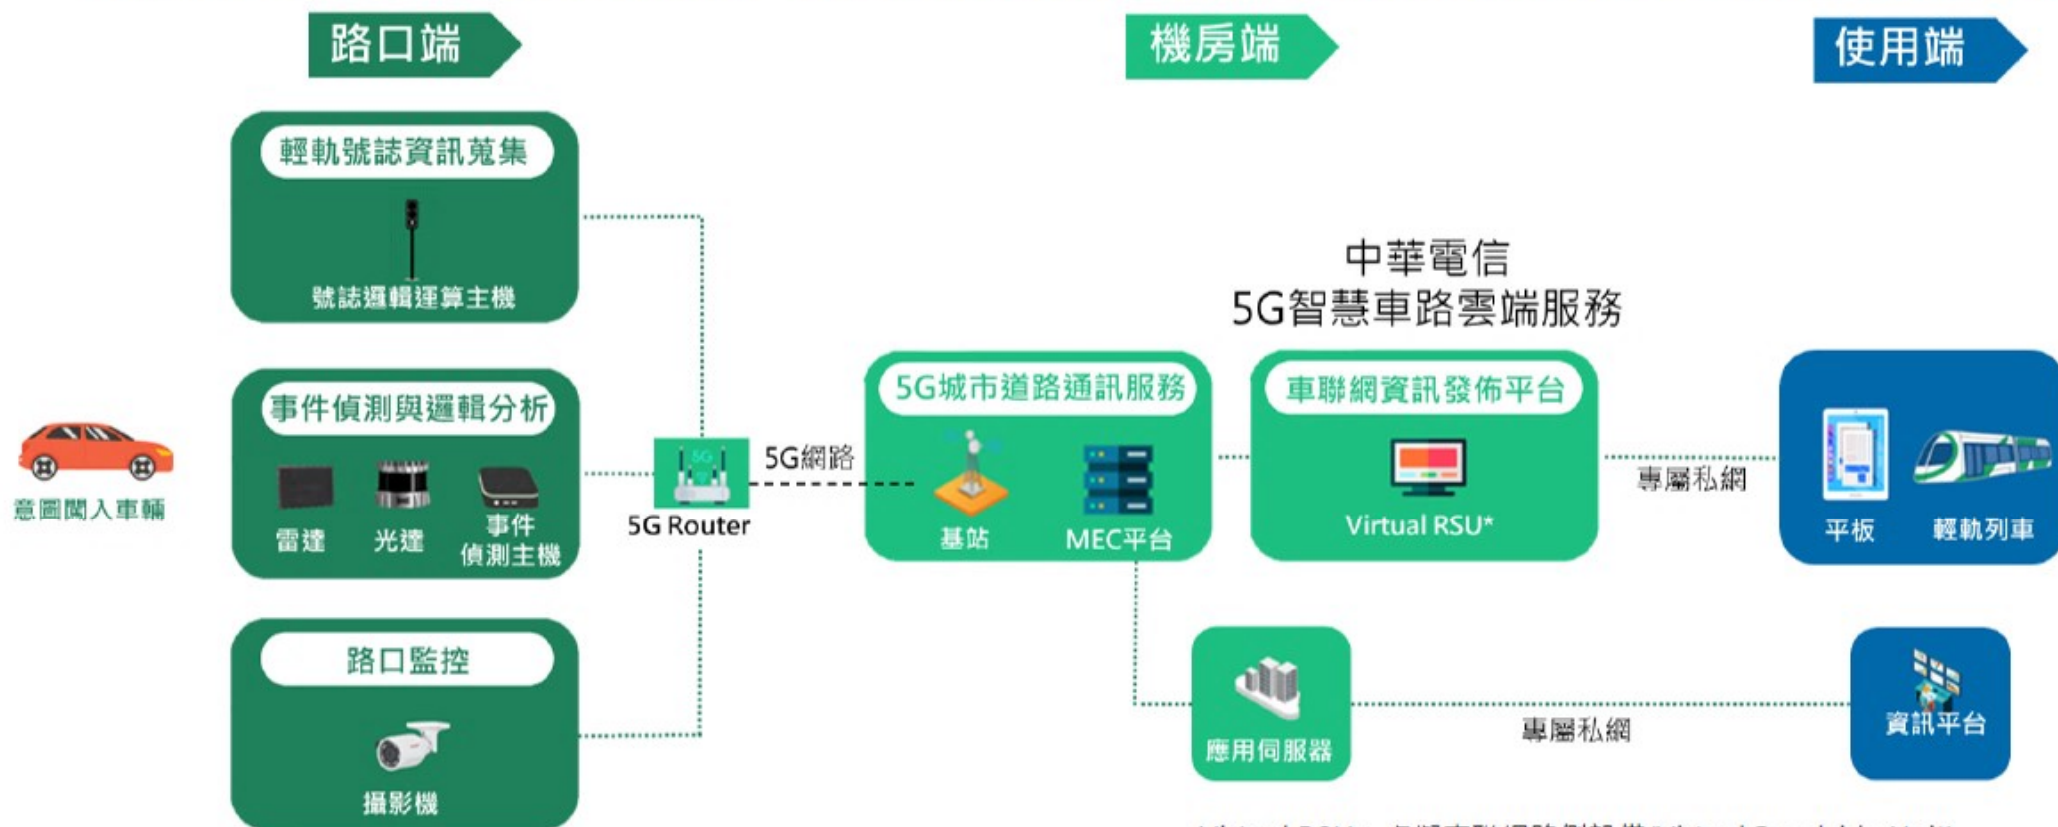 路口端
機房端
使用端
輕軌號誌資訊蒐集
號誌邏輯運算主機
中華電信
5G智慧車路雲端服務
事件偵測與邏輯分析
雷達
光達
事件
偵測主機
意圖闖入車輛
5G
5G Router
5G網路
5G城市道路通訊服務
基站
MEC平台
車聯網資訊發佈平台
Virtual RSU*
專屬私網
平板
輕軌列車
路口監控
攝影機
應用伺服器
專屬私網
資訊平台